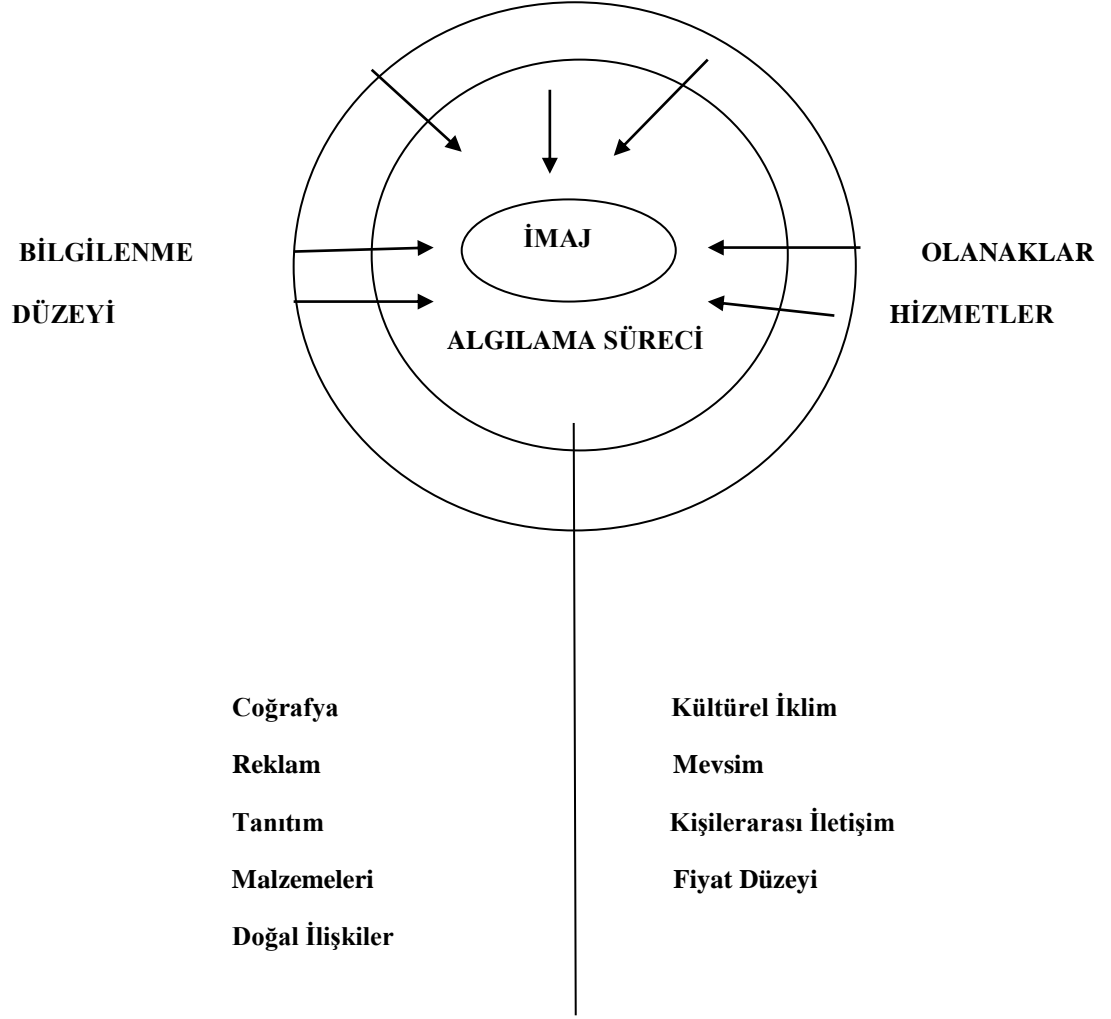 İMAJ
BİLGİLENME
OLANAKLAR
DÜZEYİ
HİZMETLER
ALGILAMA SÜRECİ
Coğrafya
Kültürel İklim
Reklam
Mevsim
Tanıtım
Kişilerarası İletişim
Malzemeleri
Fiyat Düzeyi
Doğal İlişkiler